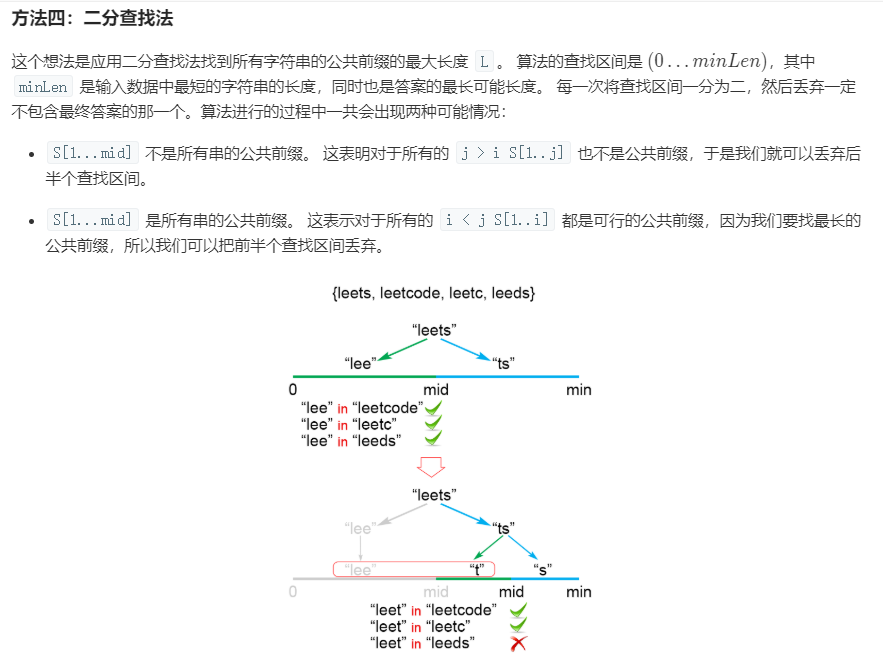 方法四：二分查找法
这个想法是应用二分查找法找到所有字符串的公共前缀的最大长度 L 。 算法的查找区间是 (0...minLen)，其中
minLen 是输入数据中最短的字符串的长度，同时也是答案的最长可能长度。 每一次将查找区间一分为二，然后丢弃一定
不包含最终答案的那一个。算法进行的过程中一共会出现两种可能情况：
• S[1...mid] 不是所有串的公共前缀。 这表明对于所有的 j > i S[1..j] 也不是公共前缀，于是我们就可以丢弃后
半个查找区间。
• S[1...mid] 是所有串的公共前缀。 这表示对于所有的 i < j S[1..i] 都是可行的公共前缀，因为我们要找最长的
公共前缀，所以我们可以把前半个查找区间丢弃。
{leets, leetcode, leetc, leeds}
“leets”
“lee” “ts”
0 mid min
“lee” in “leetcode”
“lee” in “leetc”
“lee” in “leeds”
“leets”
“lee” “ts”
“lee” “t” “s”
0 mid mid min
“leet” in “leetcode”
“leet” in “leetc”
“leet” in “leeds”